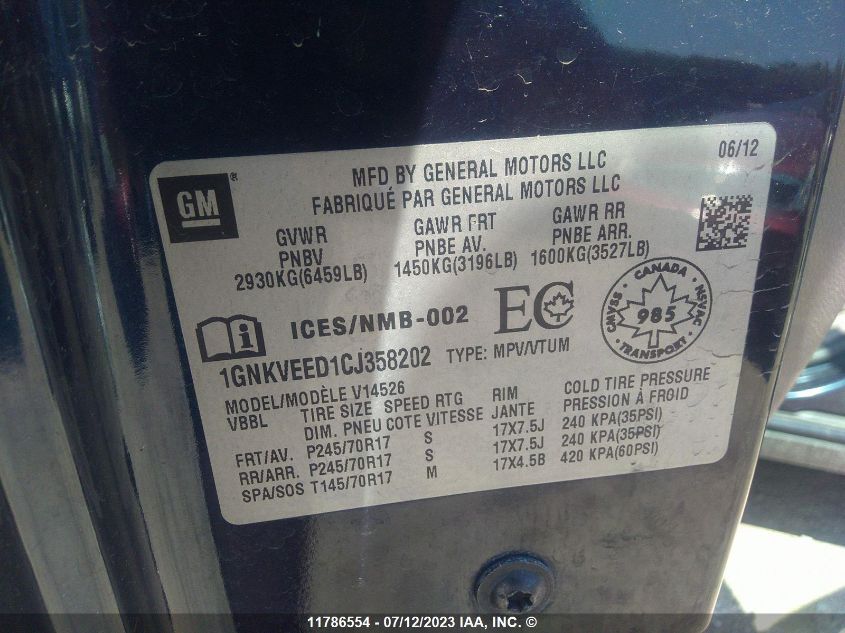 06/12
MFD BY GENERAL MOTORS LLC
FABRIQUÉ PAR GENERAL MOTORS LLC
GM®
GVWR GAWR FRT GAWR RR
PNBV PNBE AV. PNBE ARR.
2930KG(6459LB) 1450KG(3196LB) 1600KG(3527LB)
ICES/NMB-002 EC
CANADA
CMVSS 985 NSVAC
TRANSPORT
1GNKVEED1CJ358202 TYPE: MPV/VTUM
MODEL/MODÈLE V14526
VBBL TIRE SIZE SPEED RTG RIM COLD TIRE PRESSURE
DIM. PNEU COTE VITESSE JANTE PRESSION À FROID
FRT/AV. P245/70R17 S 17X7.5J 240 KPA(35PSI)
RR/ARR. P245/70R17 S 17X7.5J 240 KPA(35PSI)
SPA/SOS T145/70R17 M 17X4.5B 420 KPA(60PSI)
11786554 - 07/12/2023 IAA, Inc. ©